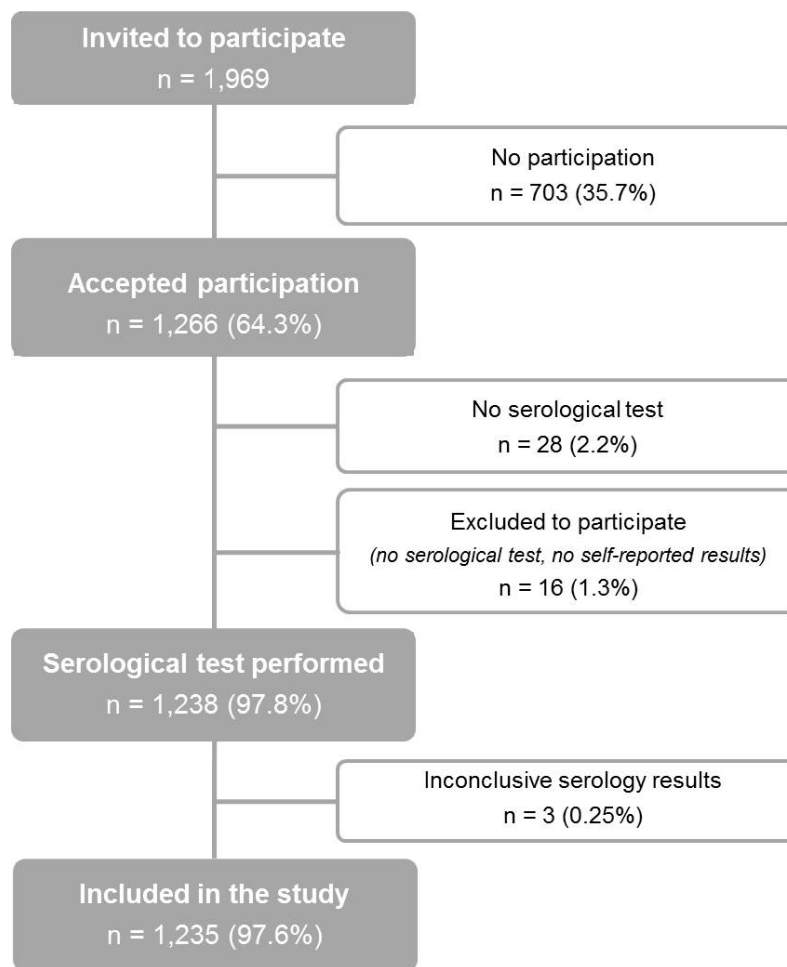 Invited to participate
n = 1,969
No participation
n = 703 (35.7%)
Accepted participation
n = 1,266 (64.3%)
No serological test
n = 28 (2.2%)
Excluded to participate
(no serological test, no self-reported results)
n = 16 (1.3%)
Serological test performed
n = 1,238 (97.8%)
Inconclusive serology results
n = 3 (0.25%)
Included in the study
n = 1,235 (97.6%)